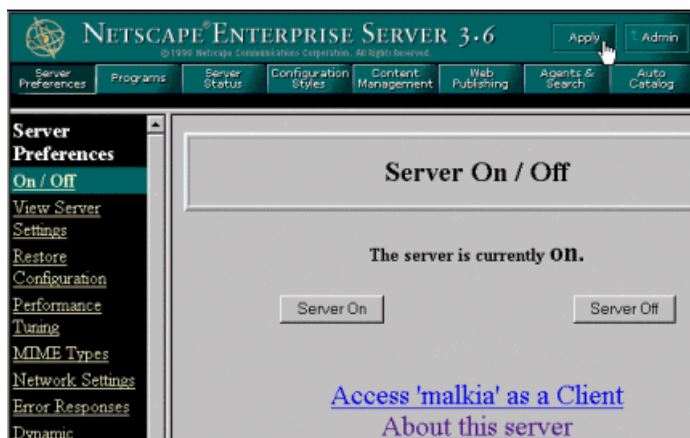 NETSCAPE® ENTERPRISE SERVER 3.6
Apply
Admin
Server Preferences
Programs
Server Status
Configuration Styles
Content Management
Web Publishing
Agents & Search
Auto Catalog
Server
Preferences
On / Off
View Server
Settings
Restore
Configuration
Performance
Tuning
MIME Types
Network Settings
Error Responses
Dynamic
Server On / Off
The server is currently on.
Server On
Server Off
Access 'malkia' as a Client
About this server